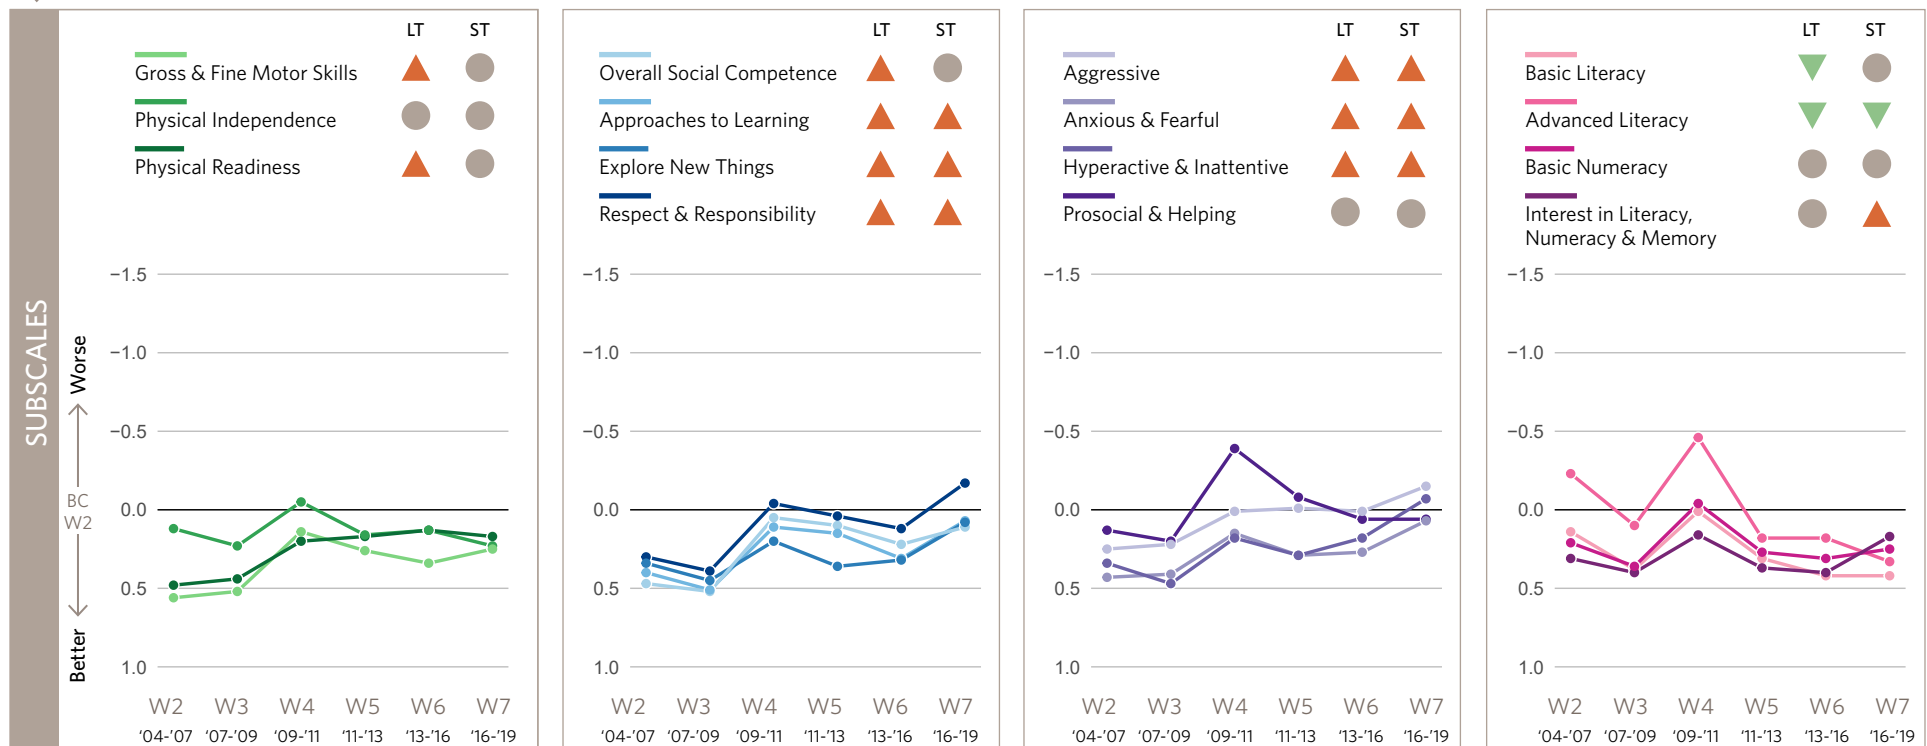 SUBSCALES
Worse
BC
W2
Better
LT ST
Gross & Fine Motor Skills
Physical Independence
Physical Readiness
−1.5
−1.0
−0.5
0.0
0.5
1.0
W2 W3 W4 W5 W6 W7
‘04-’07 ‘07-’09 ‘09-’11 ‘11-’13 ‘13-’16 ‘16-’19
LT ST
Overall Social Competence
Approaches to Learning
Explore New Things
Respect & Responsibility
−1.5
−1.0
−0.5
0.0
0.5
1.0
W2 W3 W4 W5 W6 W7
‘04-’07 ‘07-’09 ‘09-’11 ‘11-’13 ‘13-’16 ‘16-’19
LT ST
Aggressive
Anxious & Fearful
Hyperactive & Inattentive
Prosocial & Helping
−1.5
−1.0
−0.5
0.0
0.5
1.0
W2 W3 W4 W5 W6 W7
‘04-’07 ‘07-’09 ‘09-’11 ‘11-’13 ‘13-’16 ‘16-’19
LT ST
Basic Literacy
Advanced Literacy
Basic Numeracy
Interest in Literacy,
Numeracy & Memory
−1.5
−1.0
−0.5
0.0
0.5
1.0
W2 W3 W4 W5 W6 W7
‘04-’07 ‘07-’09 ‘09-’11 ‘11-’13 ‘13-’16 ‘16-’19